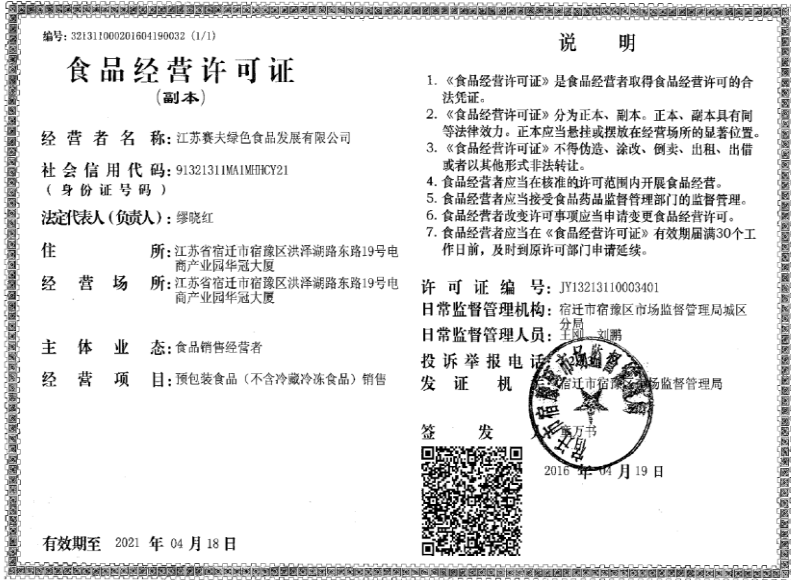 编号: 321311000201604190032 (1/1)
食品经营许可证
(副本)
经营者名称: 江苏赛夫绿色食品发展有限公司
社会信用代码: 91321311MA1MHHCY21
(身份证号码)
法定代表人(负责人): 缪晓红
住所: 江苏省宿迁市宿豫区洪泽湖路东路19号电
商产业园华冠大厦
经营场所: 江苏省宿迁市宿豫区洪泽湖路东路19号电
商产业园华冠大厦
主体业态: 食品销售经营者
经营项目: 预包装食品(不含冷藏冷冻食品)销售
有效期至 2021 年 04 月 18 日
说明
1. 《食品经营许可证》是食品经营者取得食品经营许可的合
法凭证。
2. 《食品经营许可证》分为正本、副本。正本、副本具有同
等法律效力。正本应当悬挂或摆放在经营场所的显著位置。
3. 《食品经营许可证》不得伪造、涂改、倒卖、出租、出借
或者以其他形式非法转让。
4. 食品经营者应当在核准的许可范围内开展食品经营。
5. 食品经营者应当接受食品药品监督管理部门的监督管理。
6. 食品经营者改变许可事项应当申请变更食品经营许可。
7. 食品经营者应当在《食品经营许可证》有效期届满30个工
作日前，及时到原许可部门申请延续。
许可证编号: JY13213110003401
日常监督管理机构: 宿迁市宿豫区市场监督管理局城区
分局
日常监督管理人员: 王刚、刘鹏
投诉举报电话
发证机 宿迁市宿豫区市场监督管理局
签发人 万书
2016 年 04 月 19 日